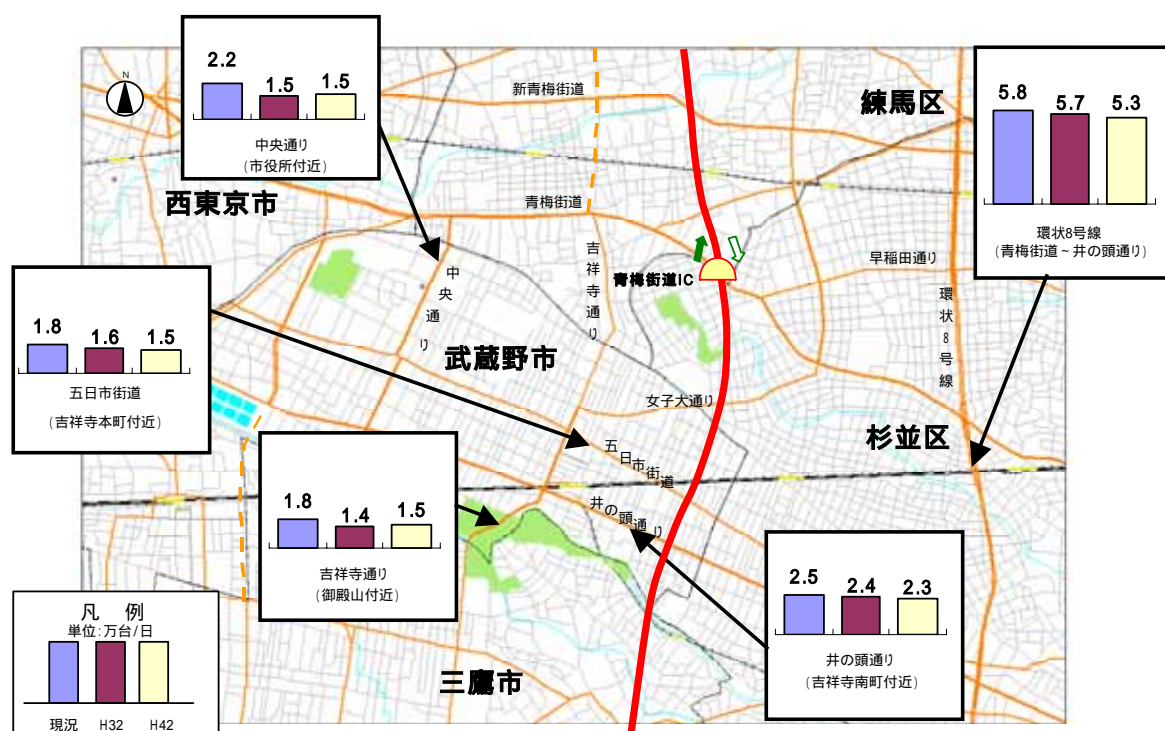 2.2 1.5 1.5
中央通り
(市役所付近)
N
新青梅街道
練馬区
5.8 5.7 5.3
環状8号線
(青梅街道~井の頭通り)
西東京市
青梅街道
吉祥寺通り
青梅街道IC
早稲田通り
中央通り
環状8号線
1.8 1.6 1.5
五日市街道
(吉祥寺本町付近)
武蔵野市
女子大通り
杉並区
五日市街道
井の頭通り
1.8 1.4 1.5
吉祥寺通り
(御殿山付近)
2.5 2.4 2.3
井の頭通り
(吉祥寺南町付近)
凡 例
単位:万台/日
現況 H32 H42
三鷹市